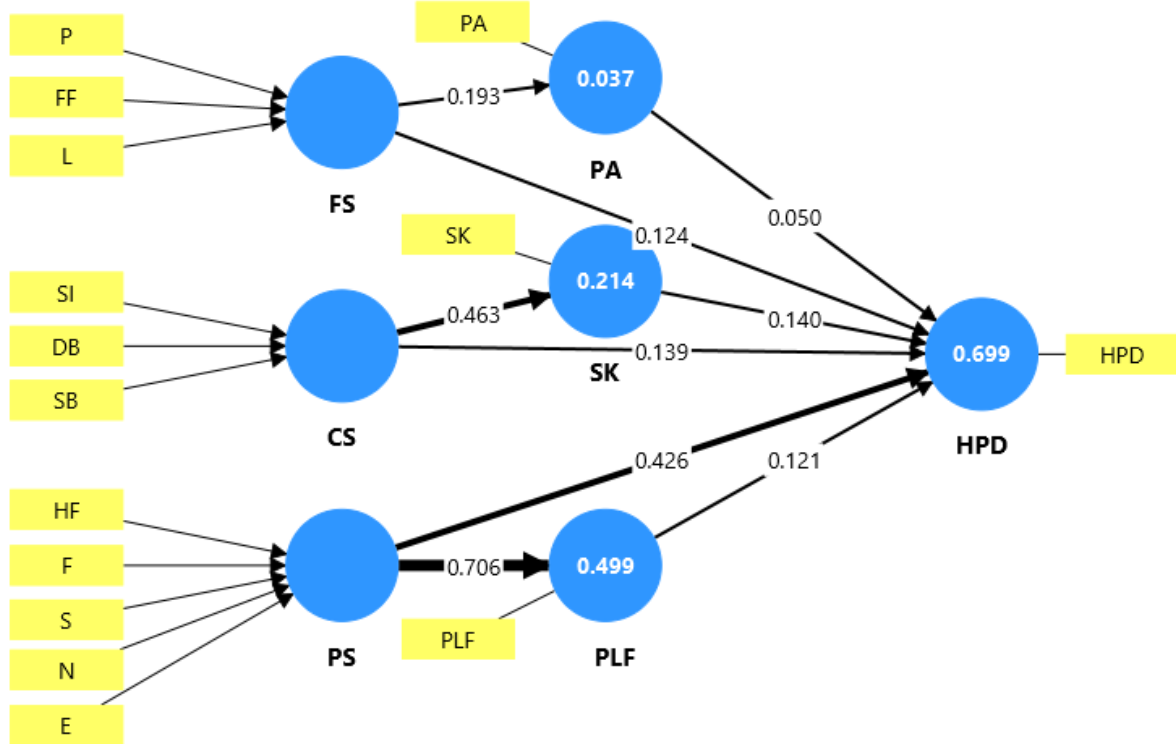 P
PA
0.037
FF
0.193
L
PA
FS
0.050
SK
0.124
0.214
SI
0.463
0.140
DB
0.139
0.699
HPD
SK
SB
CS
HPD
0.426
0.121
HF
F
0.706
0.499
S
PLF
N
PS
PLF
E